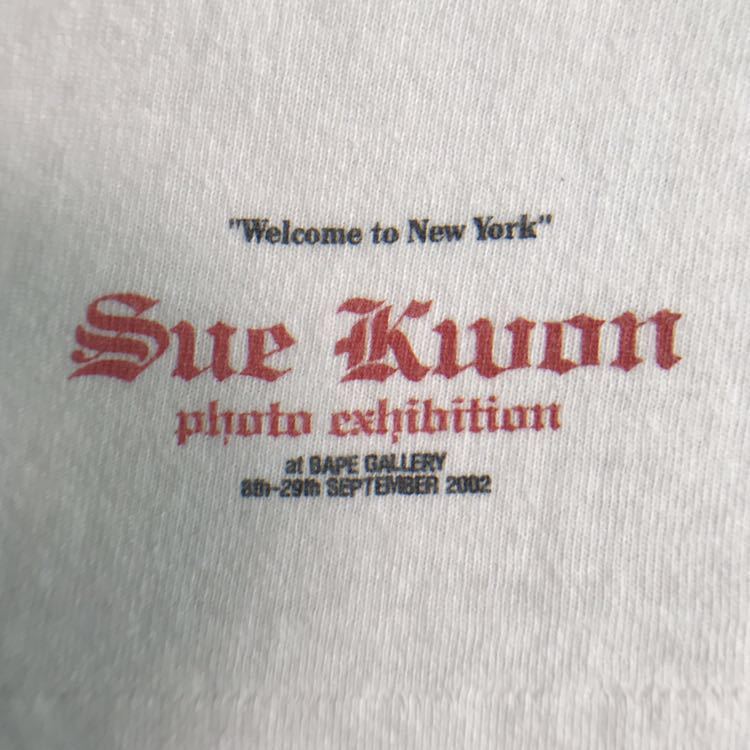 "Welcome to New York"
Sue Kwon
photo exhibition
at BAPE GALLERY
8th-29th SEPTEMBER 2002